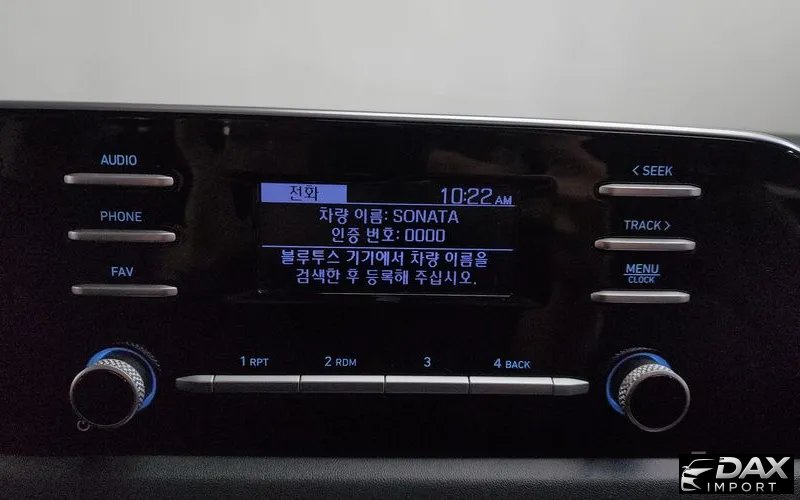 AUDIO
PHONE
FAV
전화 10:22 AM
차량 이름: SONATA
인증 번호: 0000
블루투스 기기에서 차량 이름을
검색한 후 등록해 주십시오.
< SEEK
TRACK >
MENU
CLOCK
1 RPT 2 RDM 3 4 BACK
DAX
IMPORT